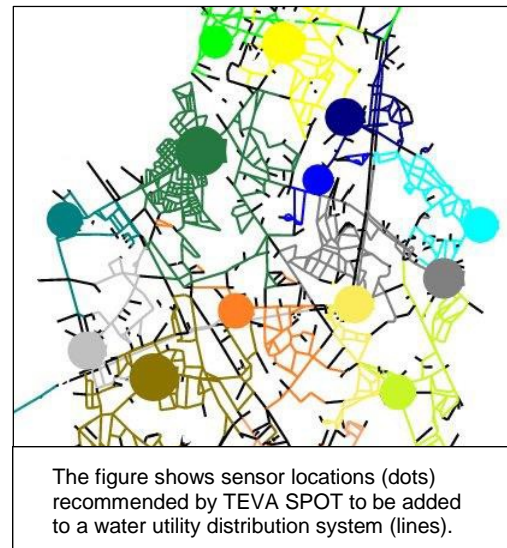 The figure shows sensor locations (dots)
recommended by TEVA SPOT to be added
to a water utility distribution system (lines).